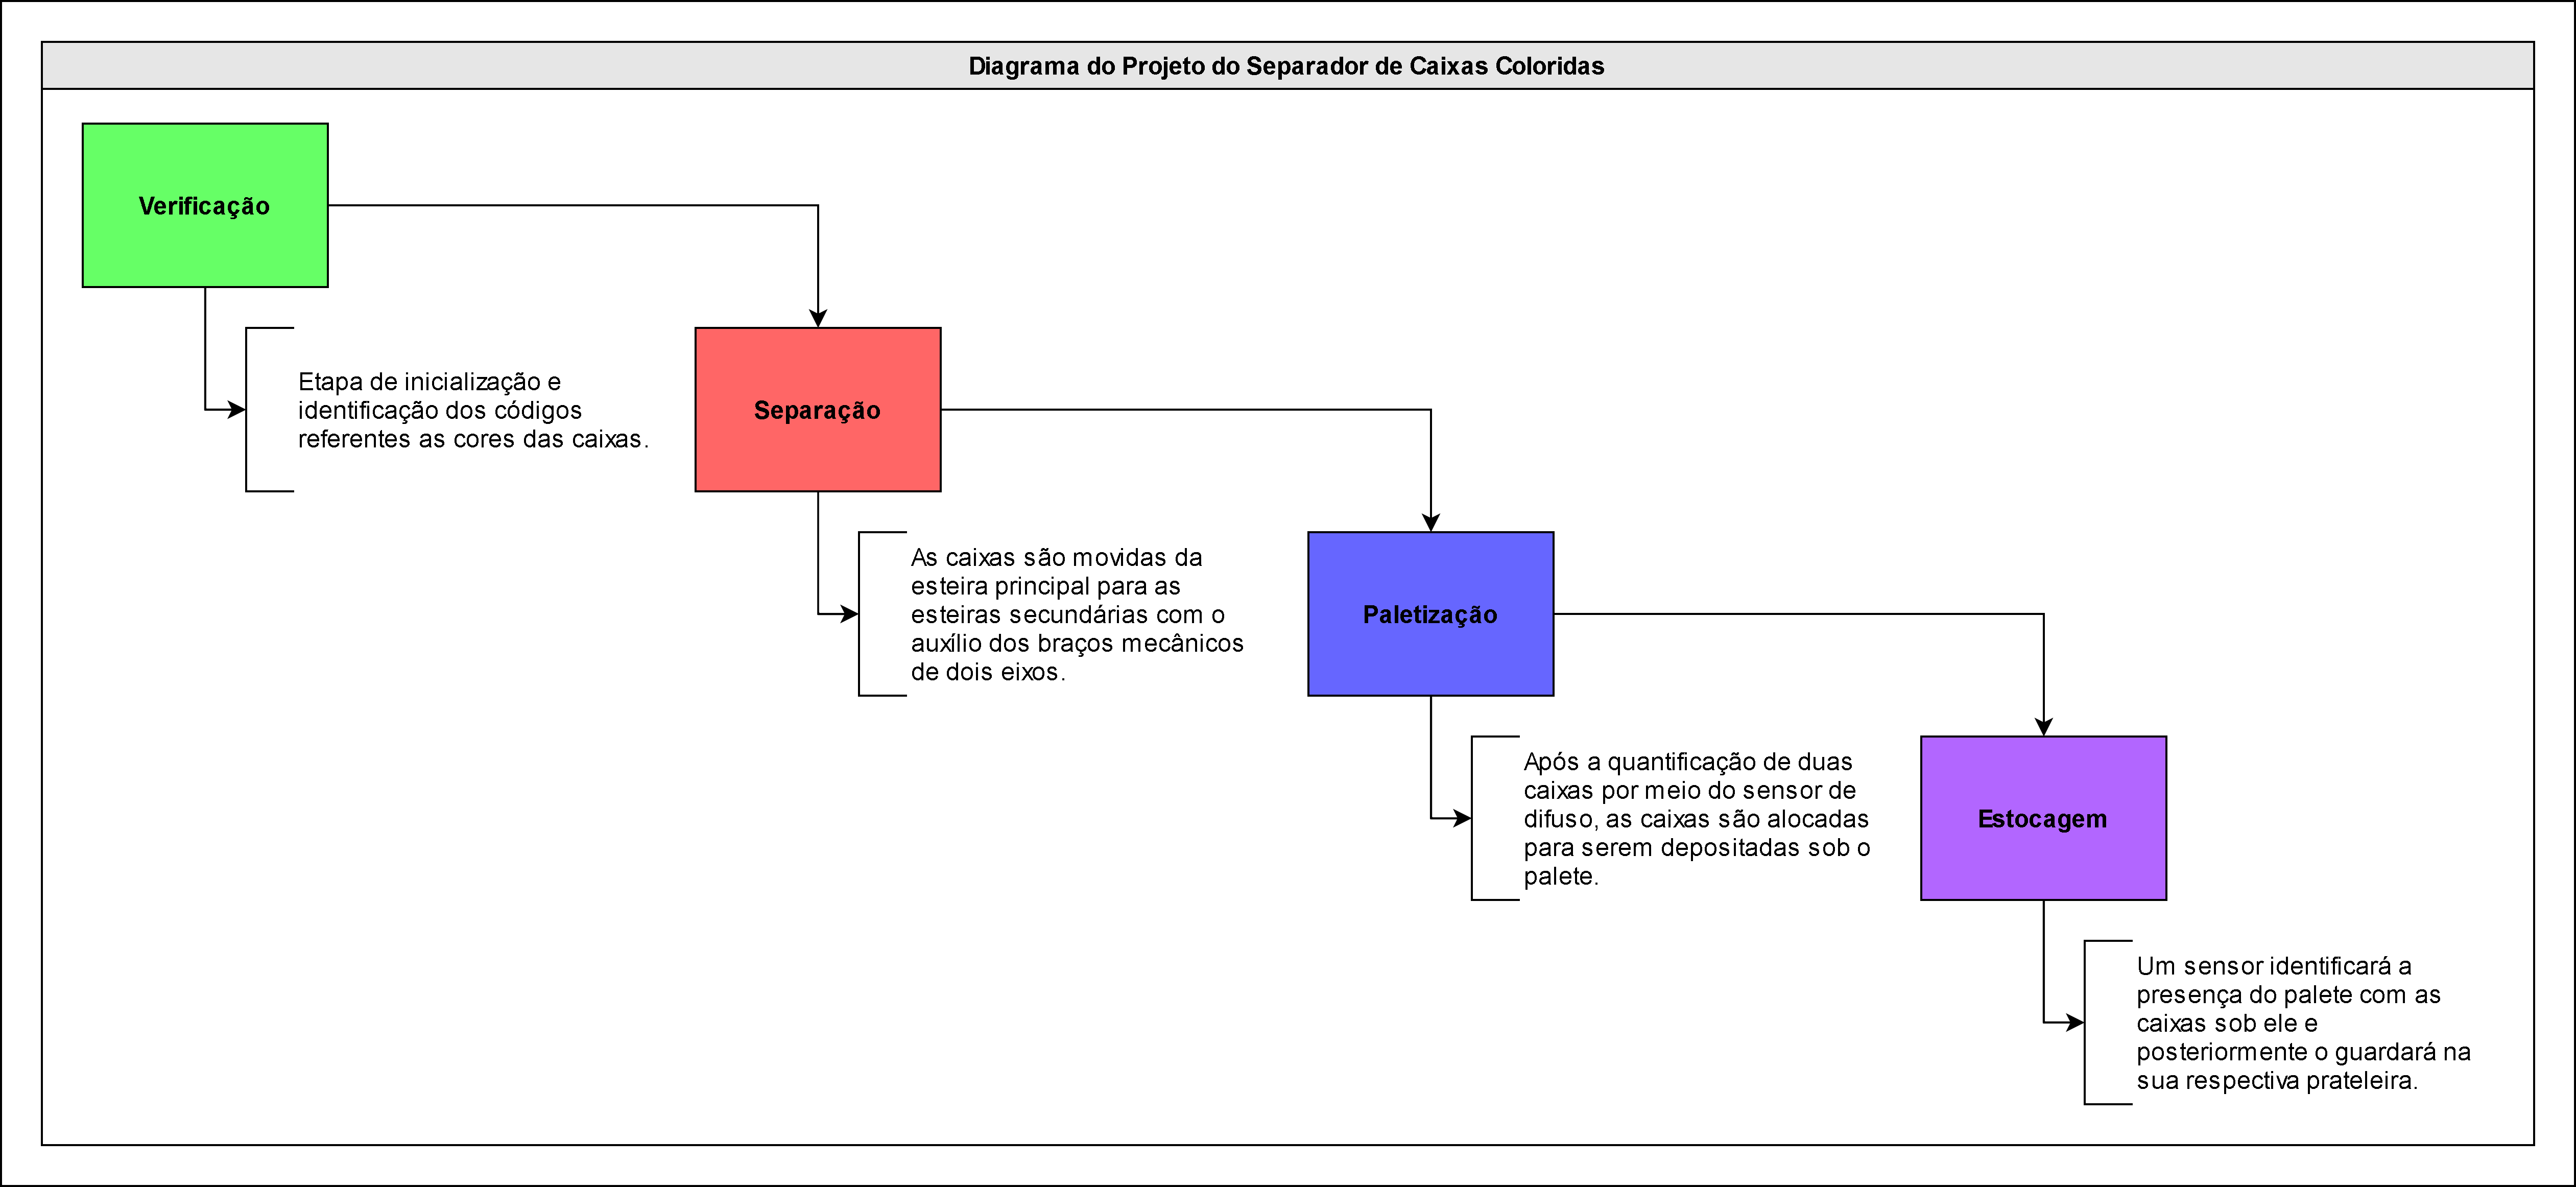 Diagrama do Projeto do Separador de Caixas Coloridas
Verificação
Etapa de inicialização e
identificação dos códigos
referentes as cores das caixas.
Separação
As caixas são movidas da
esteira principal para as
esteiras secundárias com o
auxílio dos braços mecânicos
de dois eixos.
Paletização
Após a quantificação de duas
caixas por meio do sensor de
difuso, as caixas são alocadas
para serem depositadas sob o
palete.
Estocagem
Um sensor identificará a
presença do palete com as
caixas sob ele e
posteriormente o guardará na
sua respectiva prateleira.